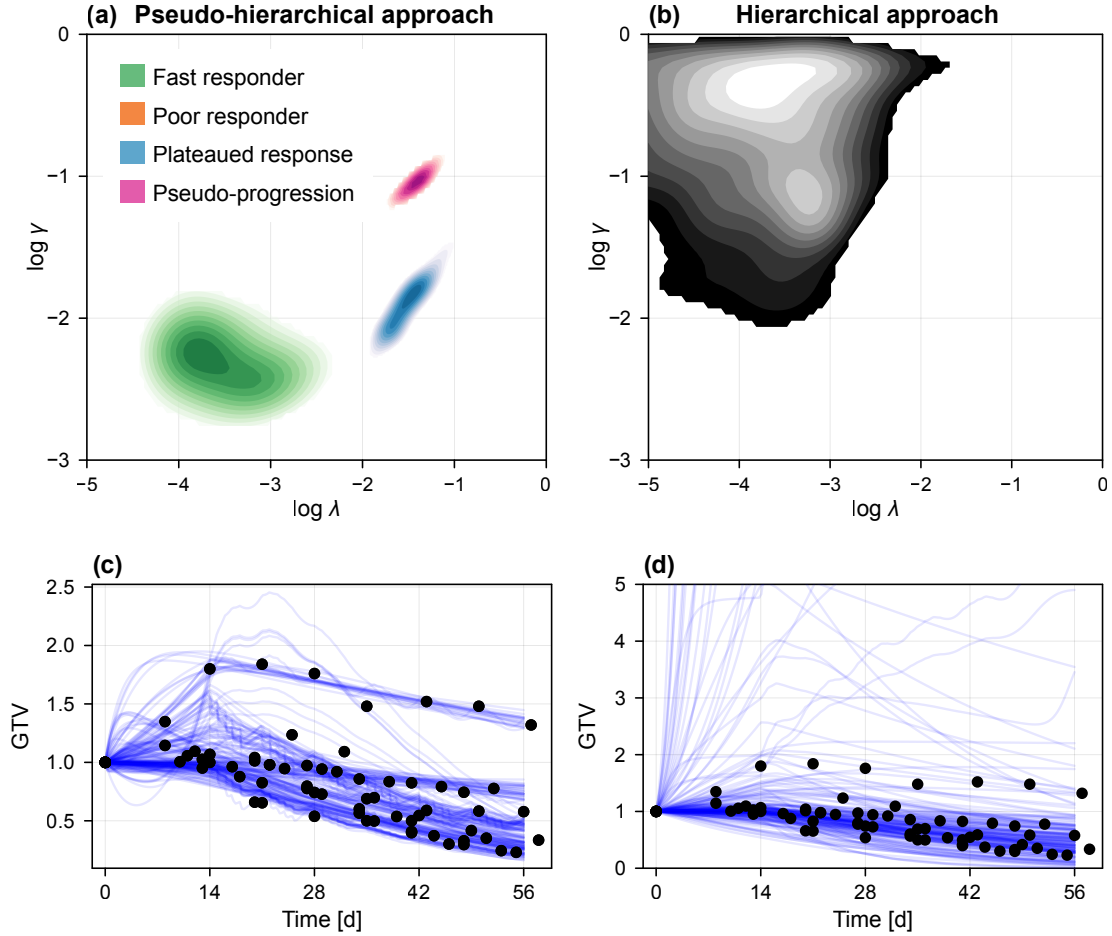 (a) Pseudo-hierarchical approach
(b) Hierarchical approach
0
−1
−2
−3
log γ
Fast responder
Poor responder
Plateaued response
Pseudo-progression
−5 −4 −3 −2 −1 0
log λ
0
−1
−2
−3
log γ
−5 −4 −3 −2 −1 0
log λ
(c)
2.5
2.0
1.5
1.0
0.5
GTV
0 14 28 42 56
Time [d]
(d)
5
4
3
2
1
0
GTV
0 14 28 42 56
Time [d]